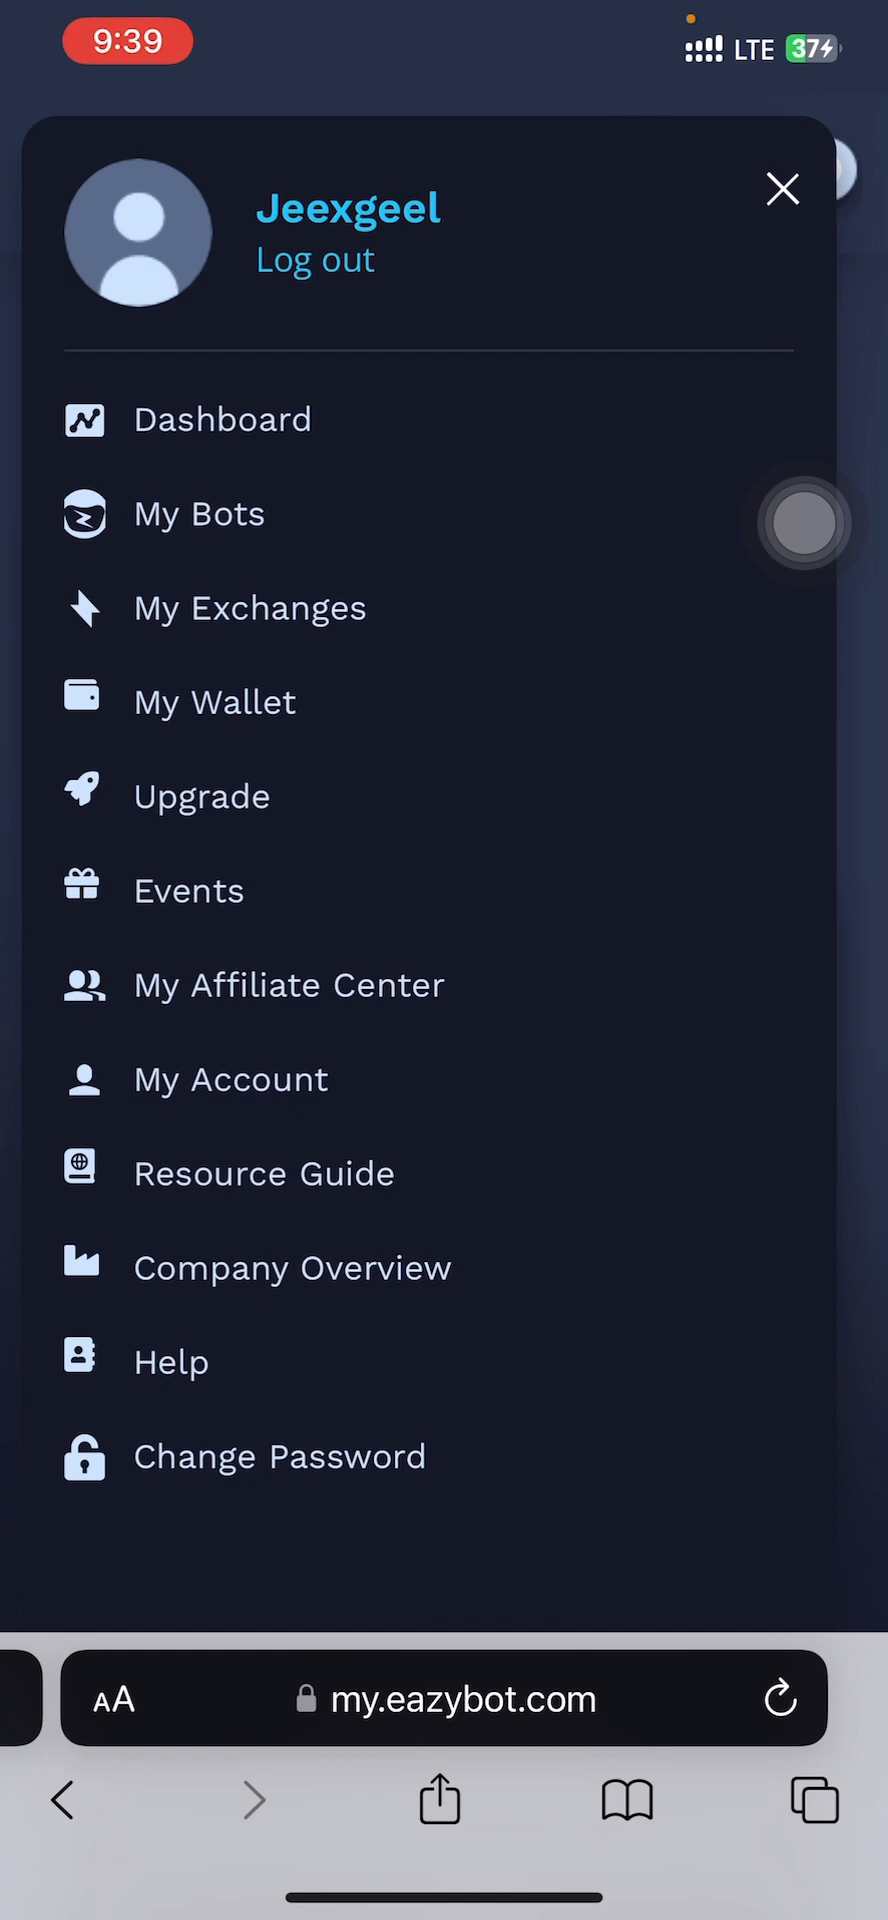 9:39
LTE 37
Jeexgeel
Log out
Dashboard
My Bots
My Exchanges
My Wallet
Upgrade
Events
My Affiliate Center
My Account
Resource Guide
Company Overview
Help
Change Password
AA my.eazybot.com